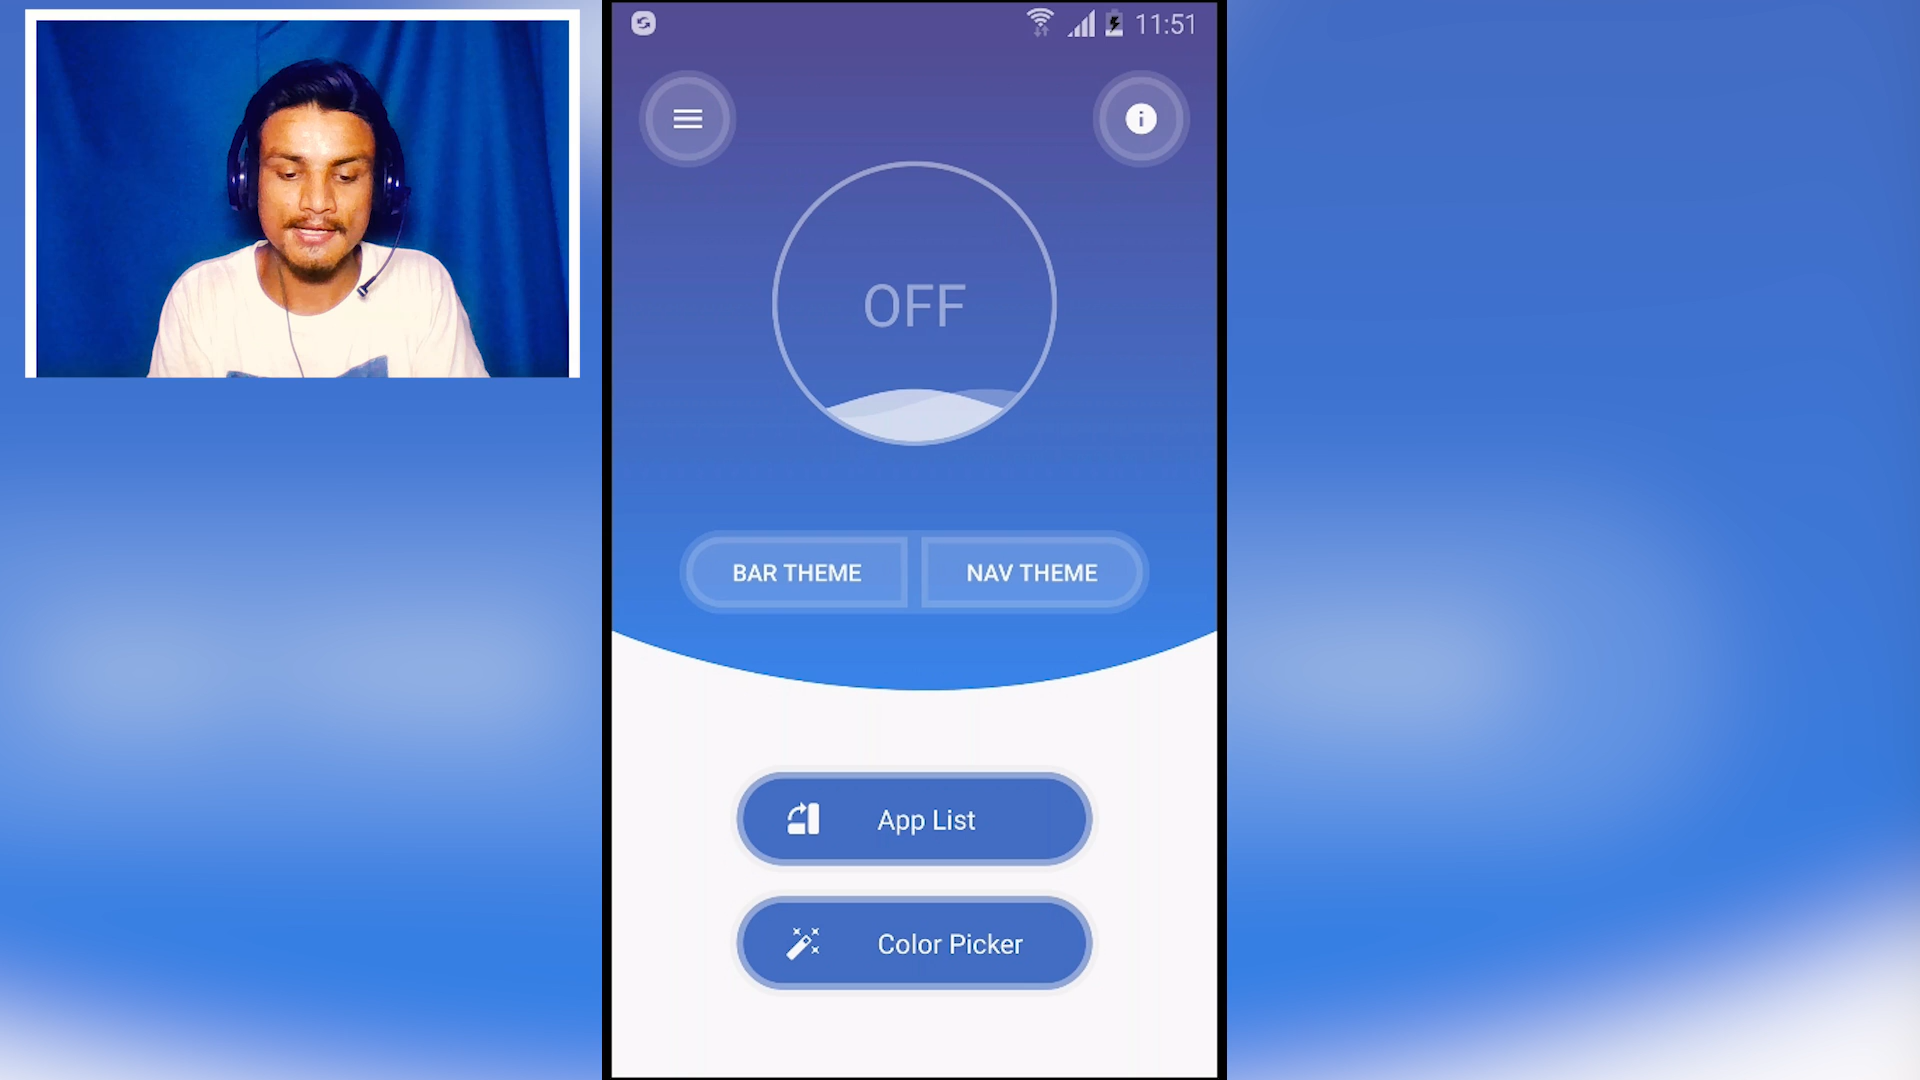 11:51
OFF
BAR THEME
NAV THEME
App List
Color Picker